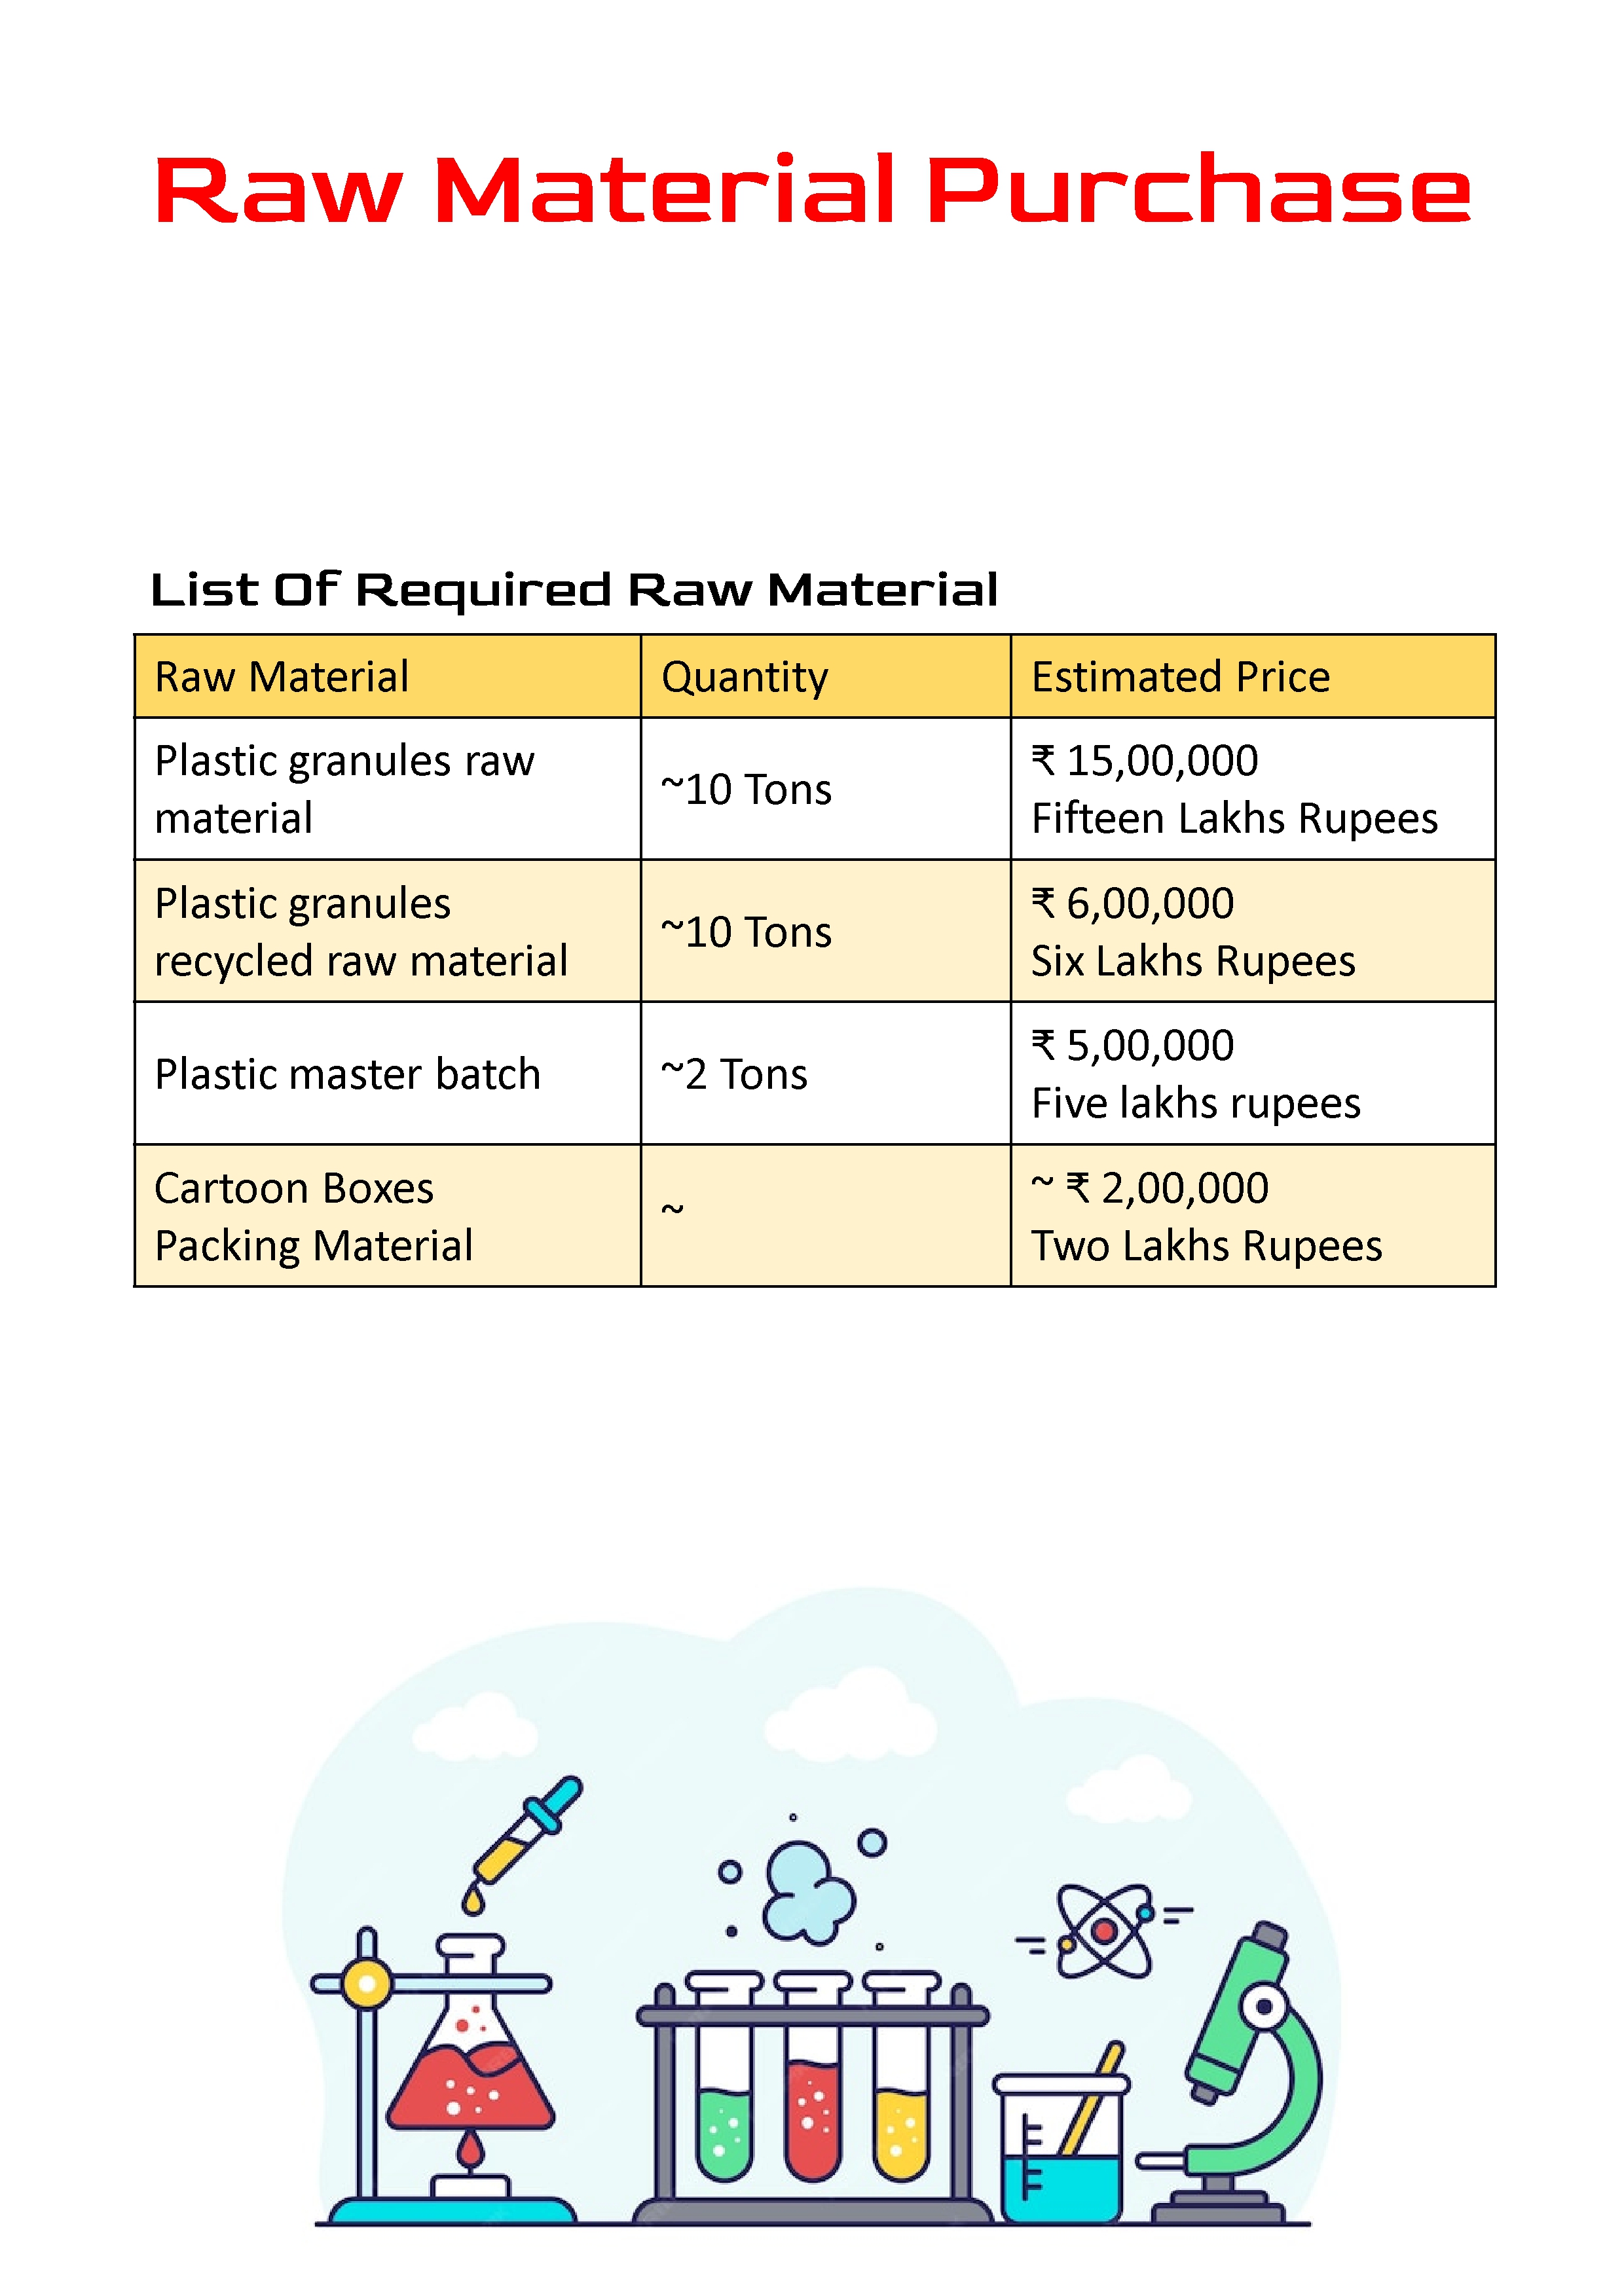 Raw Material Purchase
List Of Required Raw Material
Raw Material
Quantity
Estimated Price
Plastic granules raw
material
~10 Tons
₹ 15,00,000
Fifteen Lakhs Rupees
Plastic granules
recycled raw material
~10 Tons
₹ 6,00,000
Six Lakhs Rupees
Plastic master batch
~2 Tons
₹ 5,00,000
Five lakhs rupees
Cartoon Boxes
Packing Material
~
~ ₹ 2,00,000
Two Lakhs Rupees